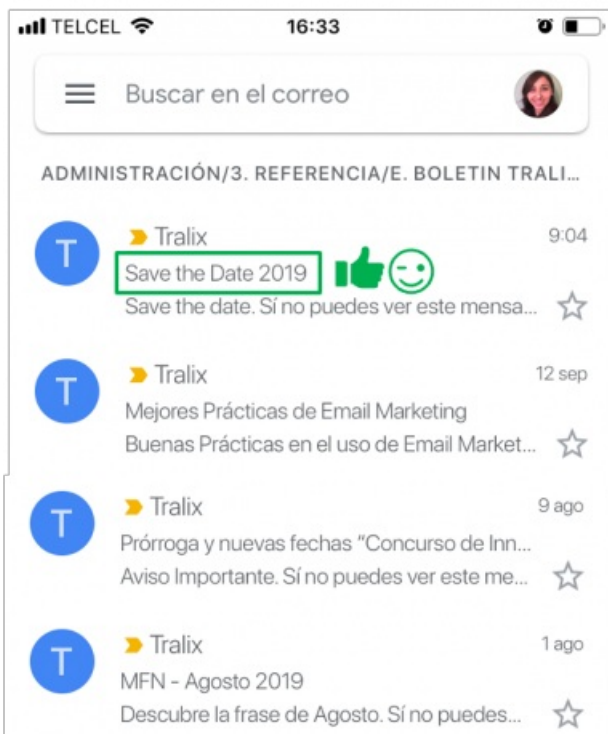 TELCEL 16:33
Buscar en el correo
ADMINISTRACIÓN/3. REFERENCIA/E. BOLETIN TRALI...
T Tralix 9:04
Save the Date 2019
Save the date. Sí no puedes ver este mensa...
T Tralix 12 sep
Mejores Prácticas de Email Marketing
Buenas Prácticas en el uso de Email Market...
T Tralix 9 ago
Prórroga y nuevas fechas “Concurso de Inn...
Aviso Importante. Sí no puedes ver este me...
T Tralix 1 ago
MFN - Agosto 2019
Descubre la frase de Agosto. Sí no puedes...